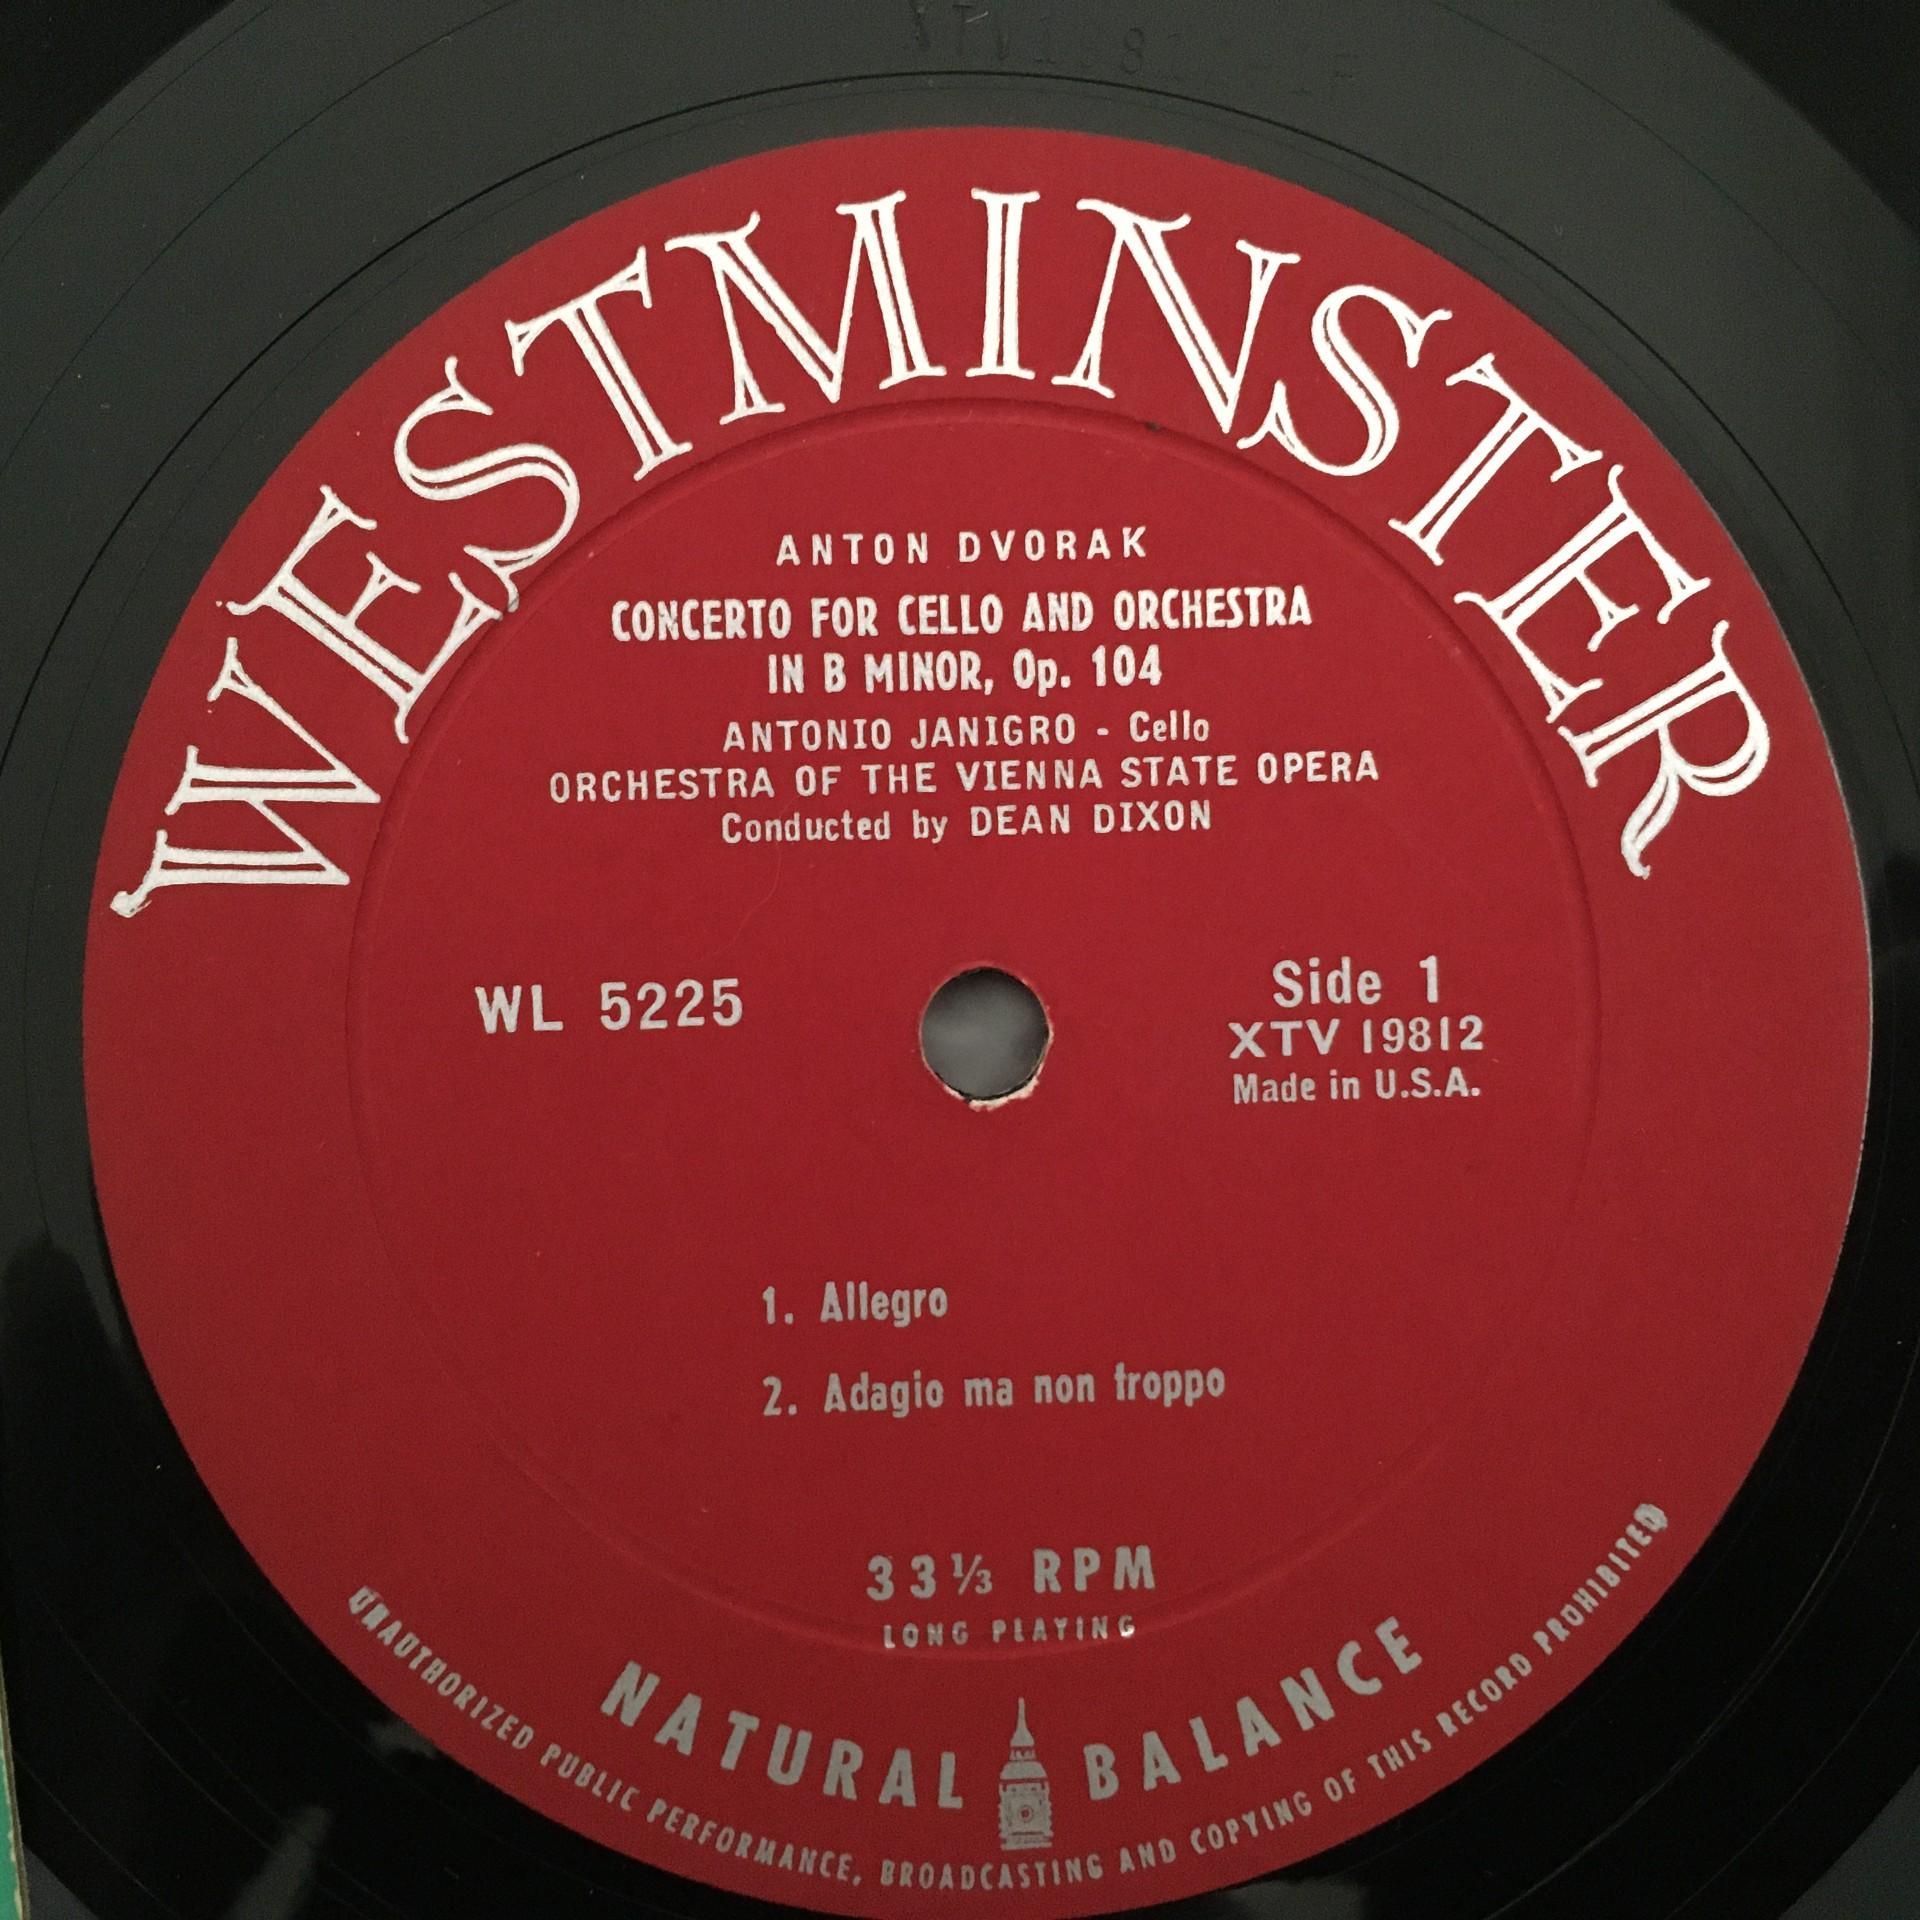 WESTMINSTER
ANTON DVORAK
CONCERTO FOR CELLO AND ORCHESTRA
IN B MINOR, Op. 104
ANTONIO JANIGRO - Cello
ORCHESTRA OF THE VIENNA STATE OPERA
Conducted by DEAN DIXON
WL 5225
Side 1
XTV 19812
Made in U.S.A.
1. Allegro
2. Adagio ma non troppo
33⅓ RPM
LONG PLAYING
NATURAL BALANCE
UNAUTHORIZED PUBLIC PERFORMANCE, BROADCASTING AND COPYING OF THIS RECORD PROHIBITED